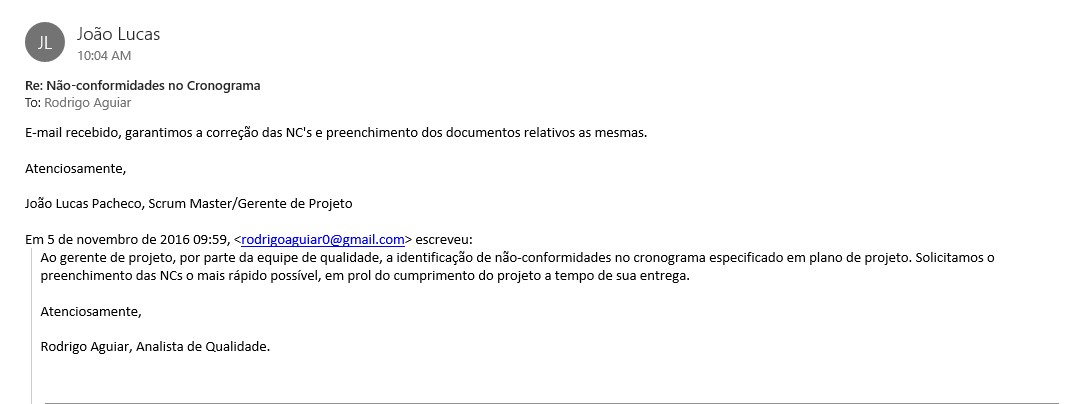 JL
João Lucas
10:04 AM
Re: Não-conformidades no Cronograma
To: Rodrigo Aguiar
E-mail recebido, garantimos a correção das NC's e preenchimento dos documentos relativos as mesmas.
Atenciosamente,
João Lucas Pacheco, Scrum Master/Gerente de Projeto
Em 5 de novembro de 2016 09:59, <rodrigoaguiar0@gmail.com> escreveu:
Ao gerente de projeto, por parte da equipe de qualidade, a identificação de não-conformidades no cronograma especificado em plano de projeto. Solicitamos o
preenchimento das NCs o mais rápido possível, em prol do cumprimento do projeto a tempo de sua entrega.
Atenciosamente,
Rodrigo Aguiar, Analista de Qualidade.